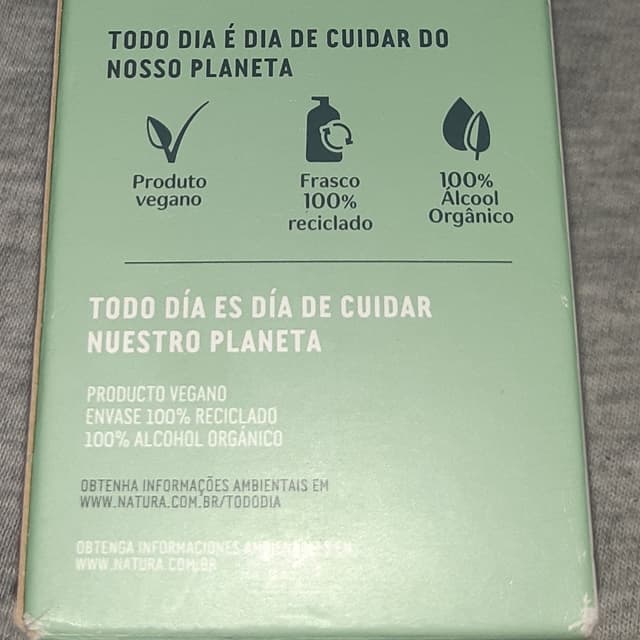 TODO DIA É DIA DE CUIDAR DO
NOSSO PLANETA
Produto
vegano
Frasco
100%
reciclado
100%
Álcool
Orgânico
TODO DÍA ES DÍA DE CUIDAR
NUESTRO PLANETA
PRODUCTO VEGANO
ENVASE 100% RECICLADO
100% ALCOHOL ORGÁNICO
OBTENHA INFORMAÇÕES AMBIENTAIS EM
WWW.NATURA.COM.BR/TODODIA
OBTENGA INFORMACIONES AMBIENTALES EN
WWW.NATURA.COM.BR